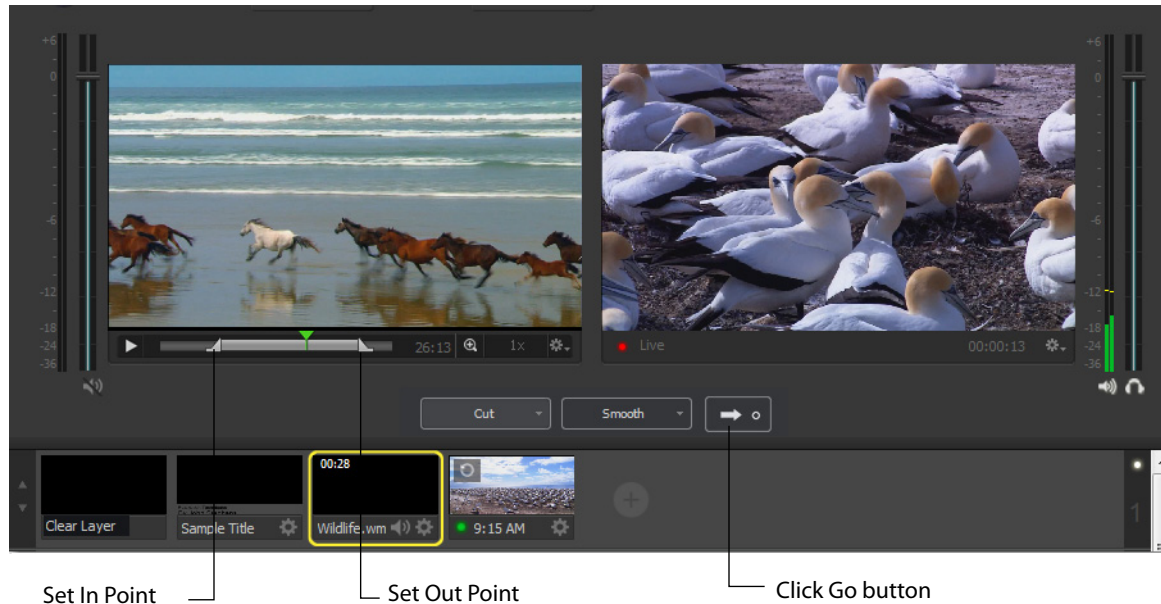 +6
0
-6
-12
-18
-24
-36
26:13
1x
Live
00:00:13
+6
0
-6
-12
-18
-24
-36
Cut
Smooth
Clear Layer
Sample Title
00:28
Wildlife.wm
9:15 AM
1
Set In Point
Set Out Point
Click Go button